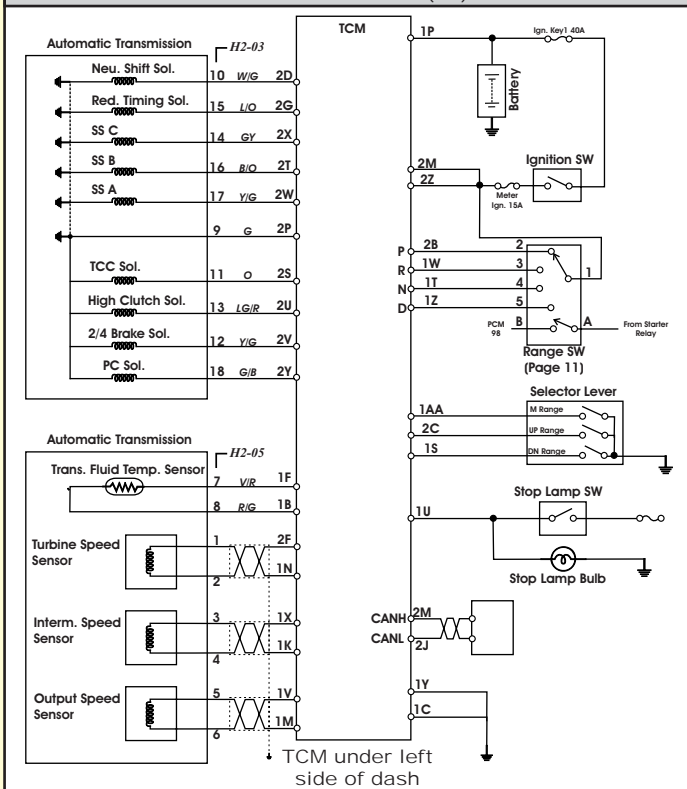 TCM
Automatic Transmission
H2-03
Neu. Shift Sol.
10 W/G 2D
Red. Timing Sol.
15 L/O 2G
SS C
14 GY 2X
SS B
16 B/O 2T
SS A
17 Y/G 2W
9 G 2P
TCC Sol.
11 O 2S
High Clutch Sol.
13 LG/R 2U
2/4 Brake Sol.
12 Y/G 2V
PC Sol.
18 G/B 2Y
Automatic Transmission
H2-05
Trans. Fluid Temp. Sensor
7 V/R 1F
8 R/G 1B
Turbine Speed
Sensor
1 2F
2 1N
Interm. Speed
Sensor
3 1X
4 1K
Output Speed
Sensor
5 1V
6 1M
1P
Ign. Key1 40A
Battery
2M
2Z
Ignition SW
Meter
Ign. 15A
P 2B 2
R 1W 3
N 1T 4
D 1Z 5
1
PCM
98
B A
From Starter
Relay
Range SW
(Page 11)
Selector Lever
1AA M Range
2C UP Range
1S DN Range
Stop Lamp SW
1U
Stop Lamp Bulb
CANH 2M
CANL 2J
1Y
1C
TCM under left
side of dash